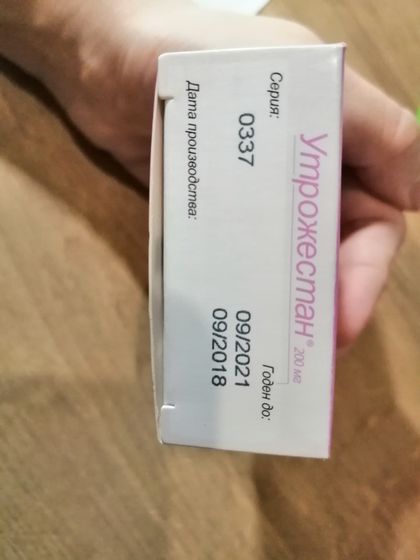 Утрожестан® 200 мг
Серия: Годен до:
0337 09/2021
Дата производства: 09/2018